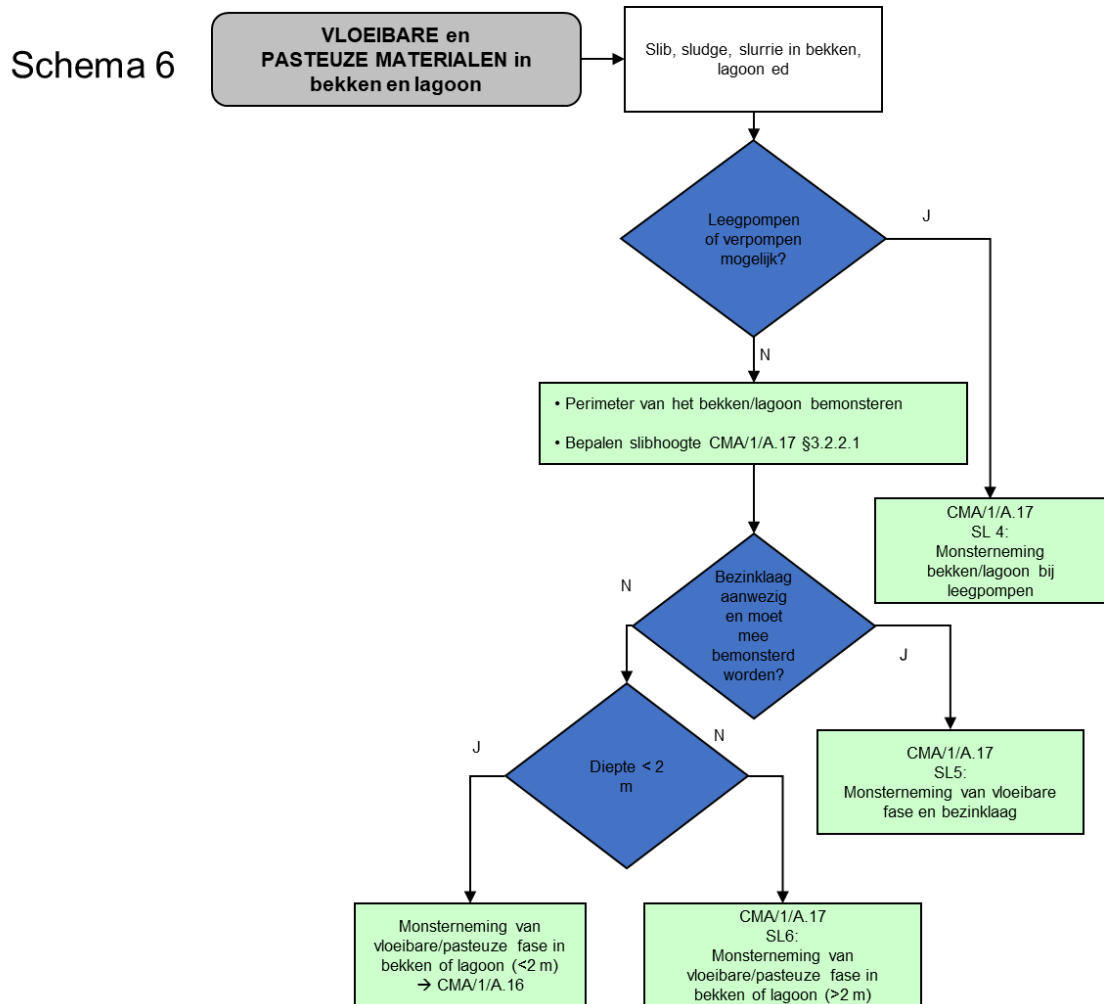 Schema 6
VLOEIBARE en
PASTEUZE MATERIALEN in
bekken en lagoon
Slib, sludge, slurrie in bekken,
lagoon ed
Leegpompen
of verpompen
mogelijk?
J
N
• Perimeter van het bekken/lagoon bemonsteren
• Bepalen slibhoogte CMA/1/A.17 §3.2.2.1
CMA/1/A.17
SL 4:
Monsterneming
bekken/lagoon bij
leegpompen
Bezinklaag
aanwezig
en moet
mee
bemonsterd
worden?
N
J
CMA/1/A.17
SL5:
Monsterneming van vloeibare
fase en bezinklaag
Diepte < 2
m
J
N
Monsterneming van
vloeibare/pasteuze fase in
bekken of lagoon (<2 m)
→ CMA/1/A.16
CMA/1/A.17
SL6:
Monsterneming van
vloeibare/pasteuze fase in
bekken of lagoon (>2 m)